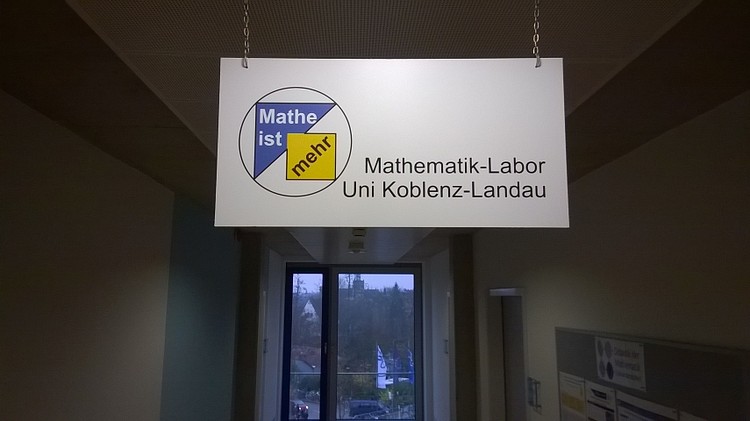 Mathe
ist
mehr
Mathematik-Labor
Uni Koblenz-Landau